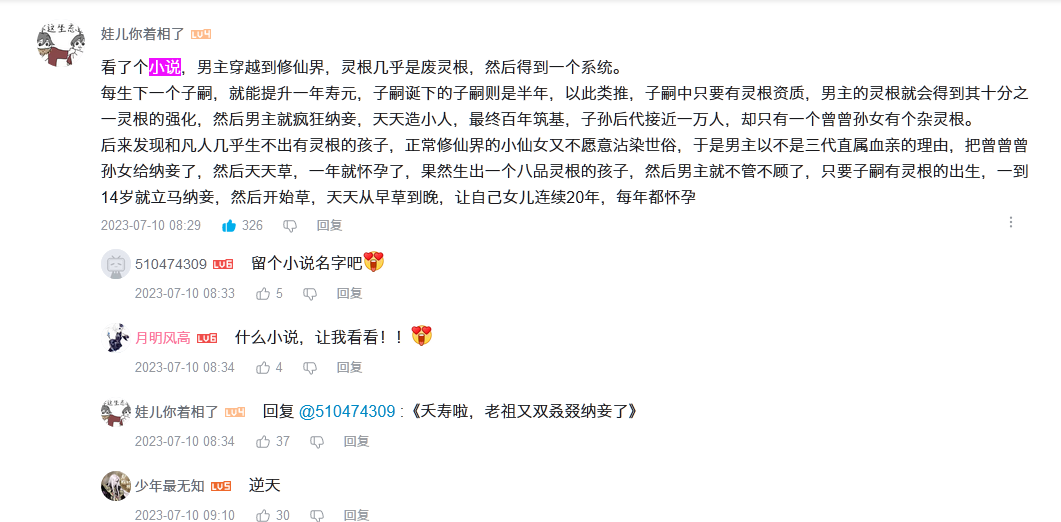 这生态
娃儿你着相了 LV4
看了个小说，男主穿越到修仙界，灵根几乎是废灵根，然后得到一个系统。
每生下一个子嗣，就能提升一年寿元，子嗣诞下的子嗣则是半年，以此类推，子嗣中只要有灵根资质，男主的灵根就会得到其十分之
一灵根的强化，然后男主就疯狂纳妾，天天造小人，最终百年筑基，子孙后代接近一万人，却只有一个曾曾孙女有个杂灵根。
后来发现和凡人几乎生不出有灵根的孩子，正常修仙界的小仙女又不愿意沾染世俗，于是男主以不是三代直属血亲的理由，把曾曾曾
孙女给纳妾了，然后天天草，一年就怀孕了，果然生出一个八品灵根的孩子，然后男主就不管不顾了，只要子嗣有灵根的出生，一到
14岁就立马纳妾，然后开始草，天天从早草到晚，让自己女儿连续20年，每年都怀孕
2023-07-10 08:29 326 回复
510474309 LV6 留个小说名字吧😍
2023-07-10 08:33 5 回复
月明风高 LV6 什么小说，让我看看！！😍
2023-07-10 08:34 4 回复
这生态
娃儿你着相了 LV4 回复 @510474309 :《夭寿啦，老祖又双叒叕纳妾了》
2023-07-10 08:34 37 回复
少年最无知 LV5 逆天
2023-07-10 09:10 30 回复